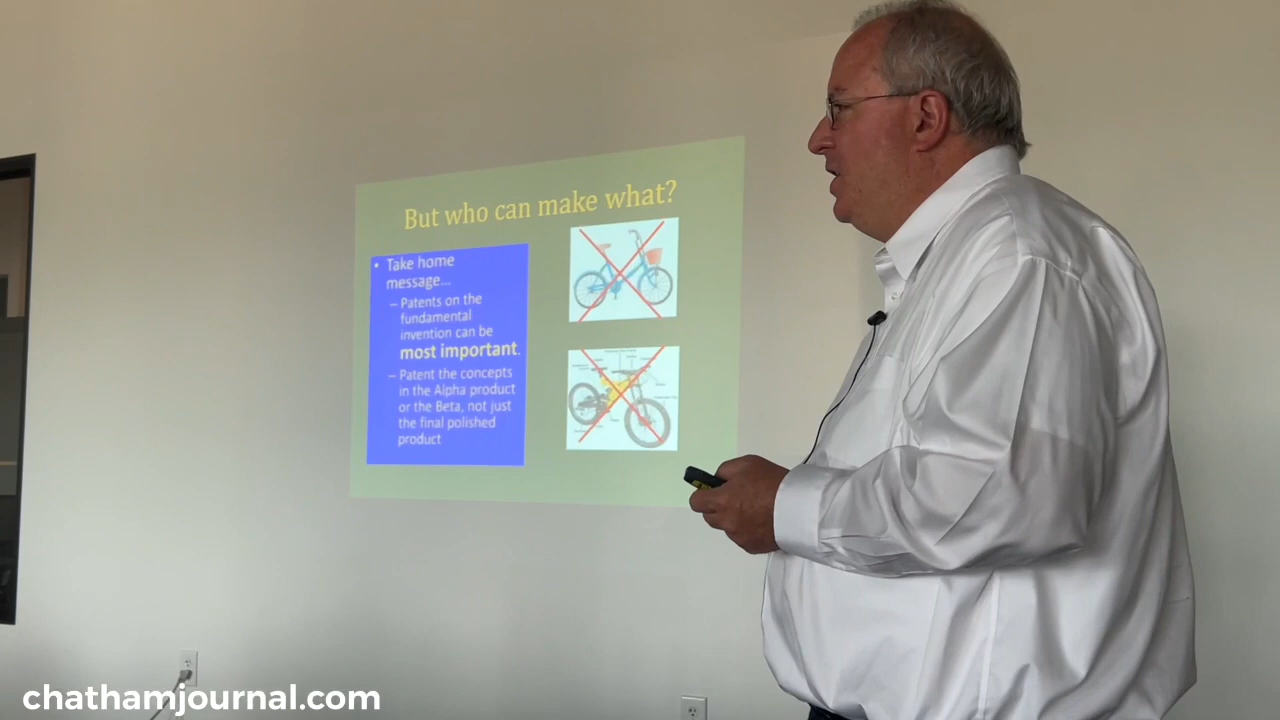 But who can make what?
• Take home
message...
– Patents on the
fundamental
invention can be
most important.
– Patent the concepts
in the Alpha product
or the Beta, not just
the final polished
product
chathamjournal.com